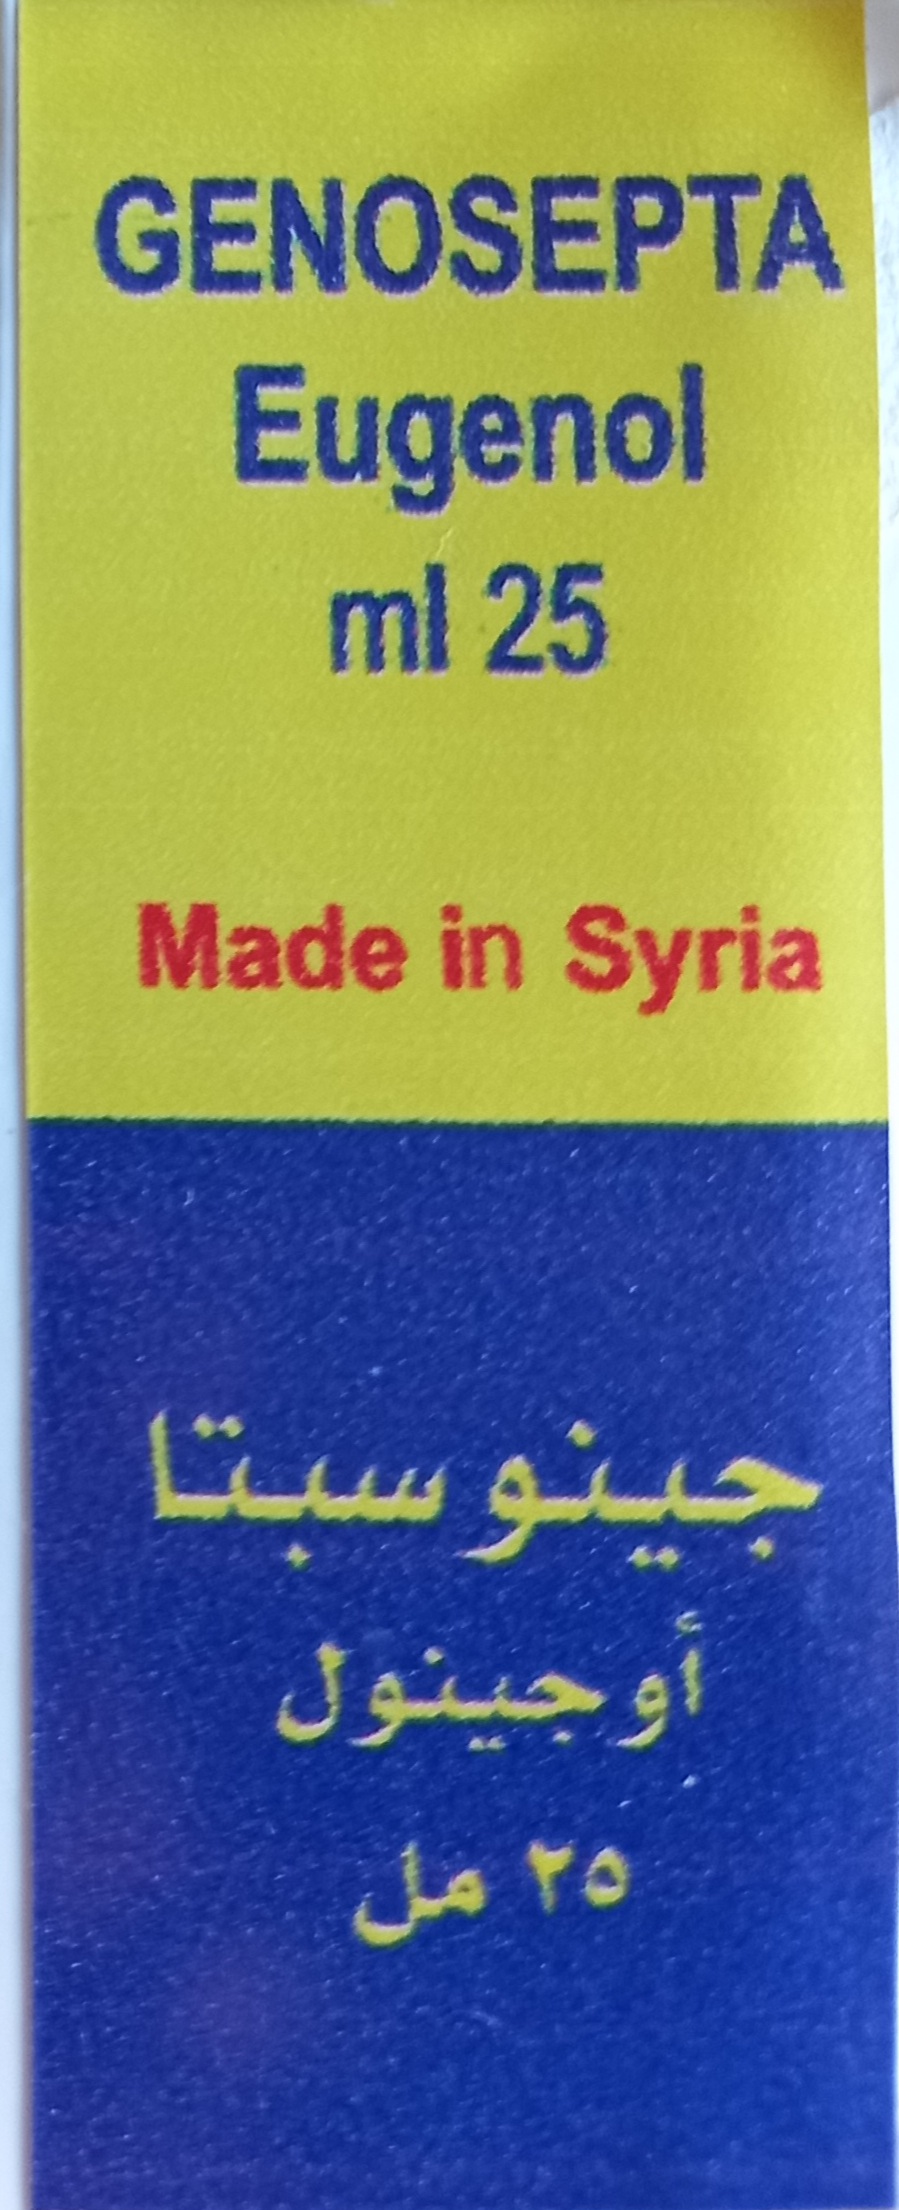 GENOSEPTA
Eugenol
ml 25
Made in Syria
جينوسبتا
أوجينول
٢٥ مل